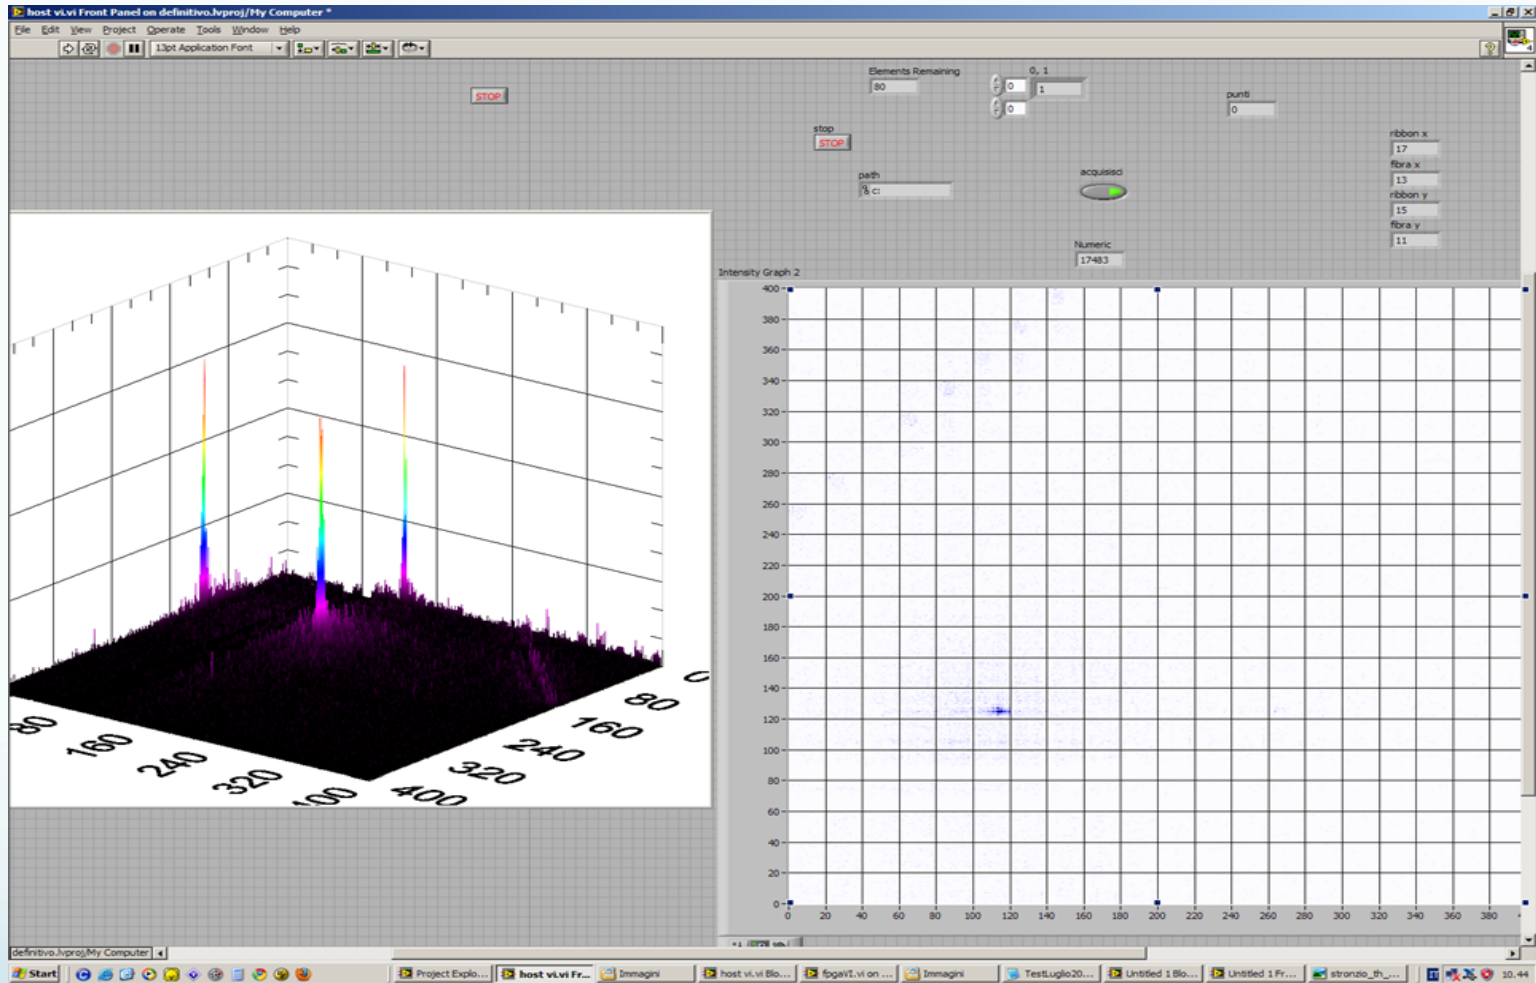 host vi.vi Front Panel on definitivo.lvproj/My Computer *
File Edit View Project Operate Tools Window Help
13pt Application Font
4
STOP
Elements Remaining
80
0
0
0, 1
1
punti
0
stop
STOP
path
c:
acquisisci
Numeric
17483
ribbon x
17
fibra x
13
ribbon y
15
fibra y
11
80
160
240
320
400
0
80
160
240
320
400
Intensity Graph 2
400
380
360
340
320
300
280
260
240
220
200
180
160
140
120
100
80
60
40
20
0
0 20 40 60 80 100 120 140 160 180 200 220 240 260 280 300 320 340 360 380
definitivo.lvproj/My Computer
Start
Project Explo...
host vi.vi Fr...
Immagini
host vi.vi Blo...
fpgaVI.vi on ...
Immagini
TestLuglio20...
Untitled 1 Blo...
Untitled 1 Fr...
stronzio_th_...
10.44